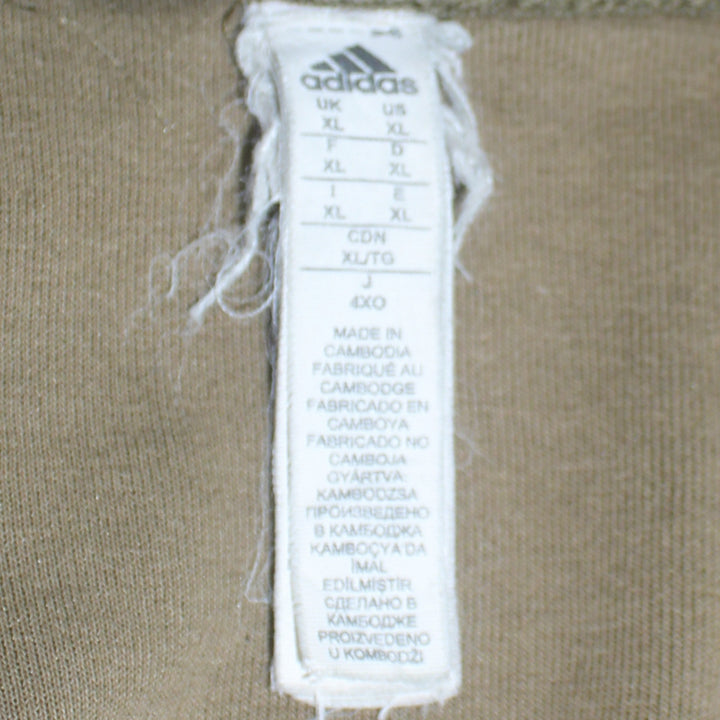 adidas
UK US
XL XL
F D
XL XL
I E
XL XL
CDN
XL/TG
J
4XO
MADE IN
CAMBODIA
FABRIQUÉ AU
CAMBODGE
FABRICADO EN
CAMBOYA
FABRICADO NO
CAMBOJA
GYÁRTVA:
KAMBODZSA
ПРОИЗВЕДЕНО
В КАМБОДЖА
KAMBOÇYA'DA
İMAL
EDİLMİŞTİR
СДЕЛАНО В
КАМБОДЖЕ
PROIZVEDENO
U KOMBODŽI